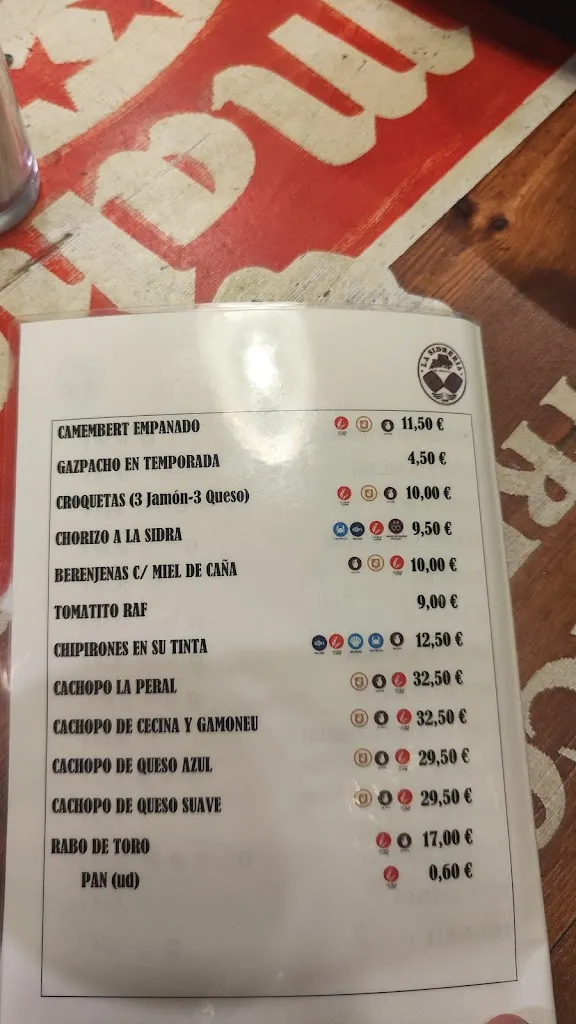 LA SIDRERÍA
CAMEMBERT EMPANADO 11,50 €
GAZPACHO EN TEMPORADA 4,50 €
CROQUETAS (3 Jamón-3 Queso) 10,00 €
CHORIZO A LA SIDRA 9,50 €
BERENJENAS C/ MIEL DE CAÑA 10,00 €
TOMATITO RAF 9,00 €
CHIPIRONES EN SU TINTA 12,50 €
CACHOPO LA PERAL 32,50 €
CACHOPO DE CECINA Y GAMONEU 32,50 €
CACHOPO DE QUESO AZUL 29,50 €
CACHOPO DE QUESO SUAVE 29,50 €
RABO DE TORO 17,00 €
PAN (ud) 0,60 €